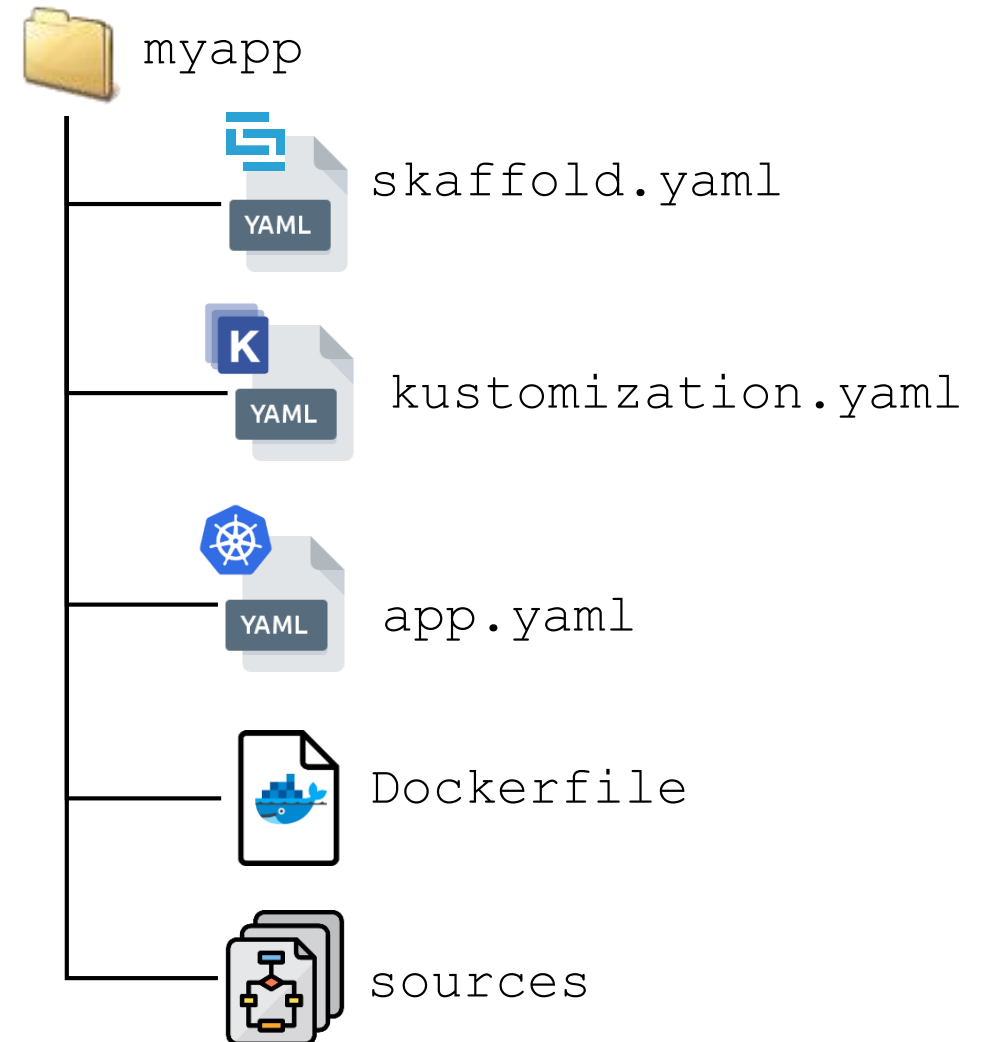 myapp
YAML
skaffold.yaml
K
YAML
kustomization.yaml
YAML
app.yaml
Dockerfile
sources